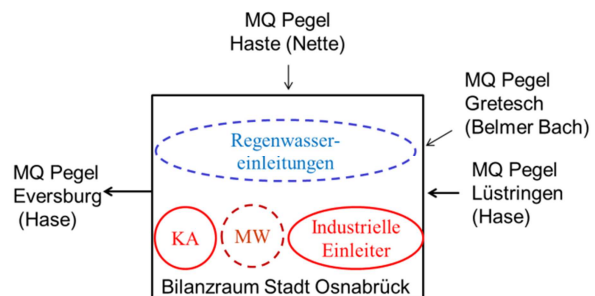 MQ Pegel
Haste (Nette)
MQ Pegel
Gretesch
(Belmer Bach)
Regenwasser-
einleitungen
MQ Pegel
Eversburg
(Hase)
MQ Pegel
Lüstringen
(Hase)
KA
MW
Industrielle
Einleiter
Bilanzraum Stadt Osnabrück